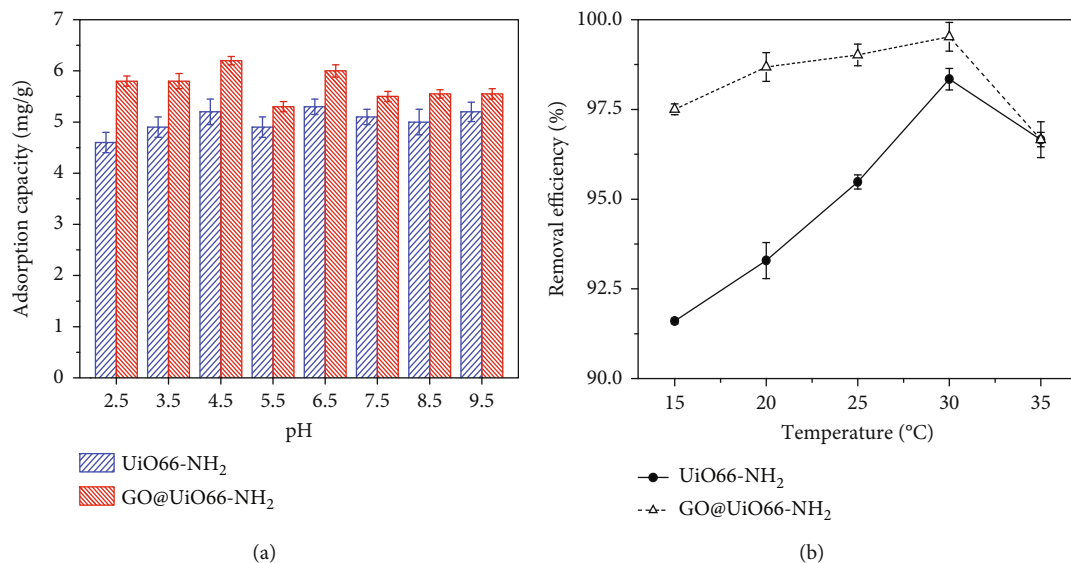 7
6
5
4
3
2
1
0
Adsorption capacity (mg/g)
2.5 3.5 4.5 5.5 6.5 7.5 8.5 9.5
pH
UiO66-NH₂
GO@UiO66-NH₂
(a)
100.0
97.5
95.0
92.5
90.0
Removal efficiency (%)
15 20 25 30 35
Temperature (°C)
UiO66-NH₂
GO@UiO66-NH₂
(b)